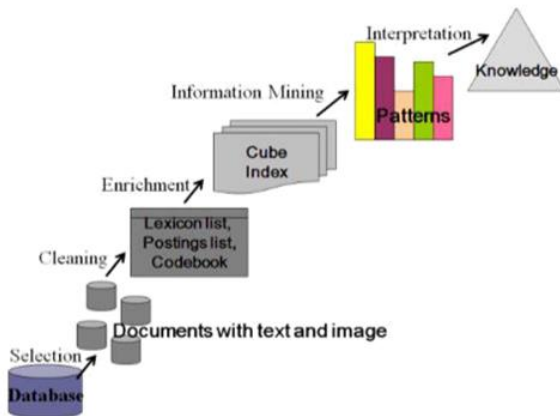 Interpretation
Knowledge
Information Mining
Patterns
Cube
Index
Enrichment
Lexicon list,
Postings list,
Codebook
Cleaning
Documents with text and image
Selection
Database